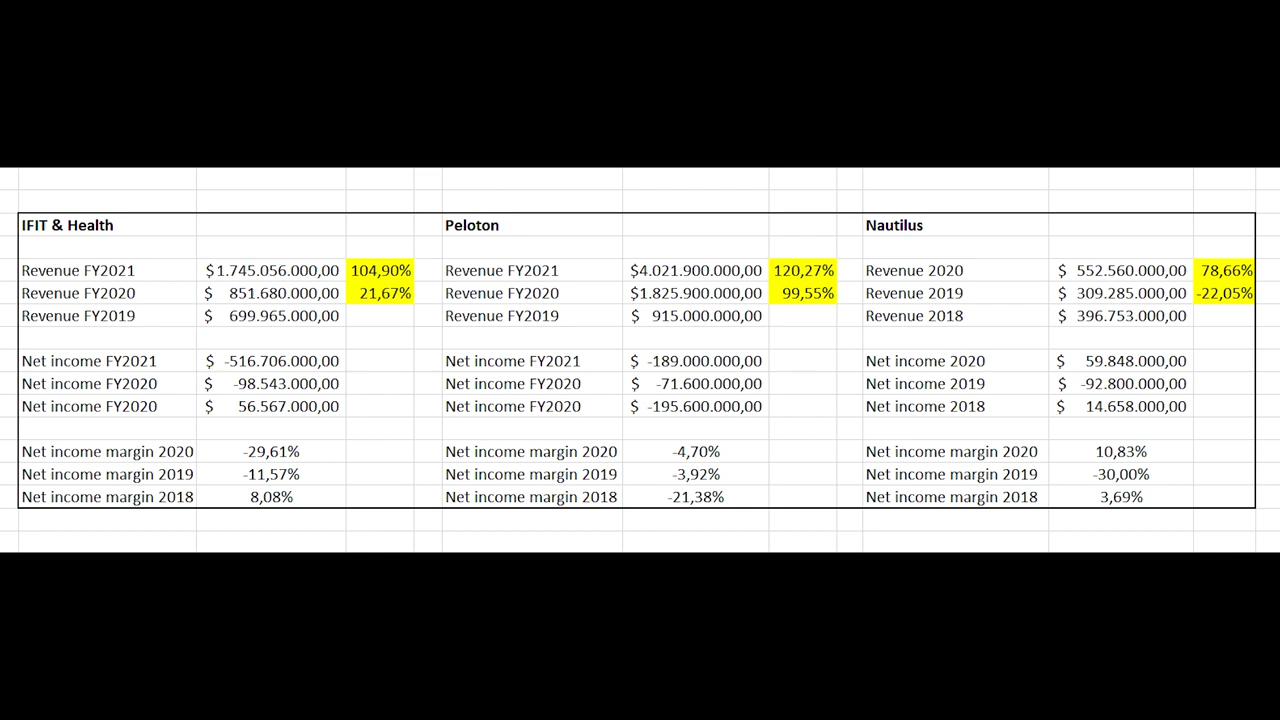 IFIT & Health Peloton Nautilus
Revenue FY2021 $1.745.056.000,00 104,90% Revenue FY2021 $4.021.900.000,00 120,27% Revenue 2020 $ 552.560.000,00 78,66%
Revenue FY2020 $ 851.680.000,00 21,67% Revenue FY2020 $1.825.900.000,00 99,55% Revenue 2019 $ 309.285.000,00 -22,05%
Revenue FY2019 $ 699.965.000,00 Revenue FY2019 $ 915.000.000,00 Revenue 2018 $ 396.753.000,00
Net income FY2021 $ -516.706.000,00 Net income FY2021 $ -189.000.000,00 Net income 2020 $ 59.848.000,00
Net income FY2020 $ -98.543.000,00 Net income FY2020 $ -71.600.000,00 Net income 2019 $ -92.800.000,00
Net income FY2020 $ 56.567.000,00 Net income FY2020 $ -195.600.000,00 Net income 2018 $ 14.658.000,00
Net income margin 2020 -29,61% Net income margin 2020 -4,70% Net income margin 2020 10,83%
Net income margin 2019 -11,57% Net income margin 2019 -3,92% Net income margin 2019 -30,00%
Net income margin 2018 8,08% Net income margin 2018 -21,38% Net income margin 2018 3,69%